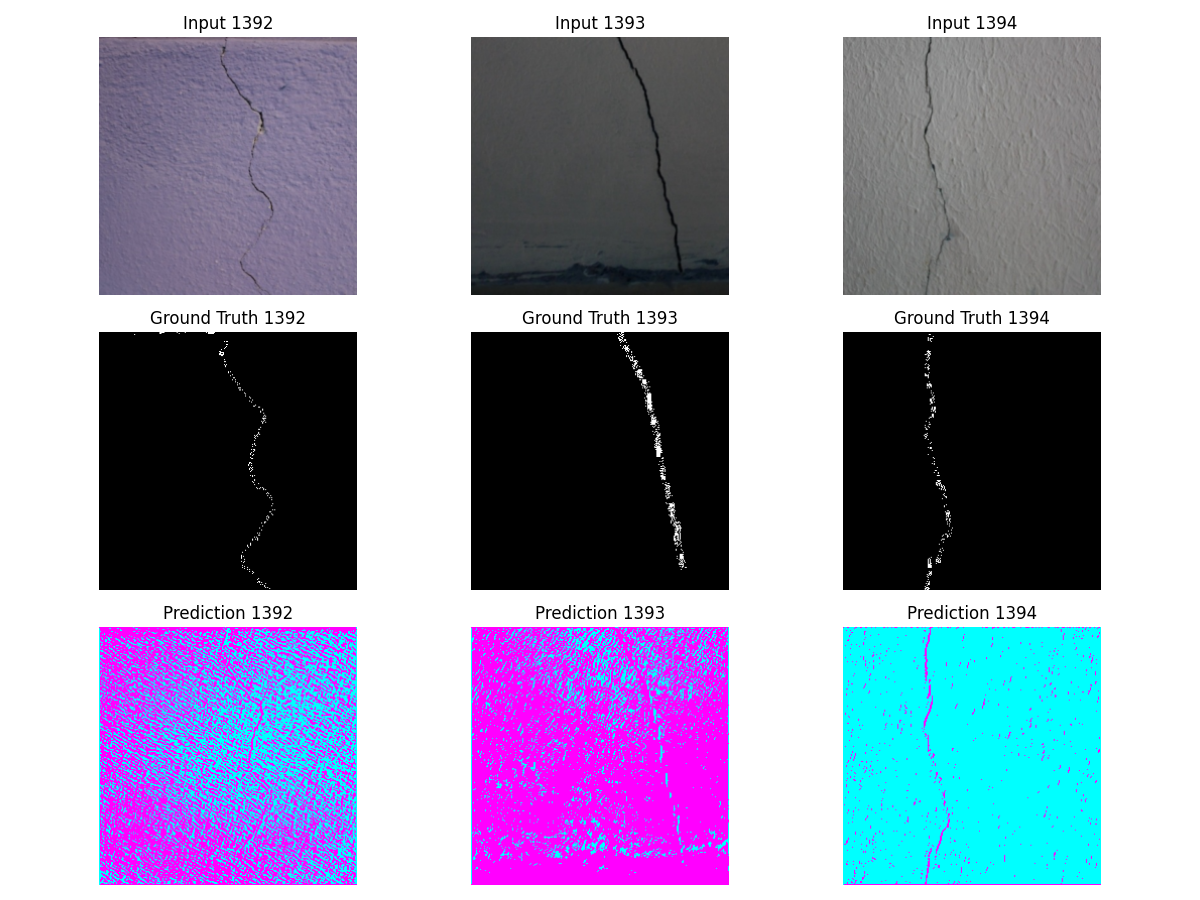 Input 1392
Input 1393
Input 1394
Ground Truth 1392
Ground Truth 1393
Ground Truth 1394
Prediction 1392
Prediction 1393
Prediction 1394